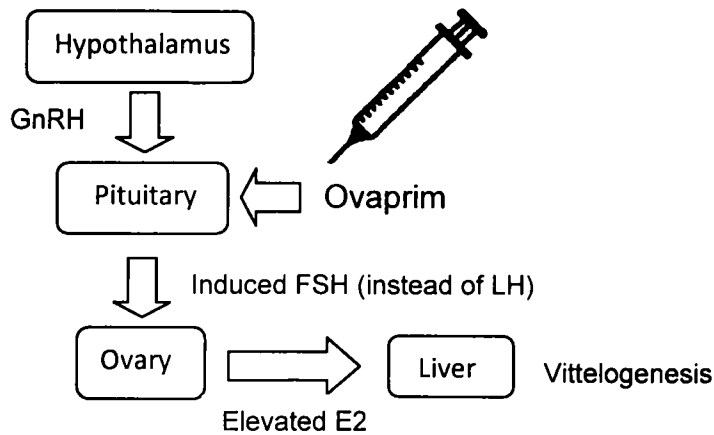 Hypothalamus
GnRH
Pituitary
Ovaprim
Induced FSH (instead of LH)
Ovary
Liver
Vittelogenesis
Elevated E2